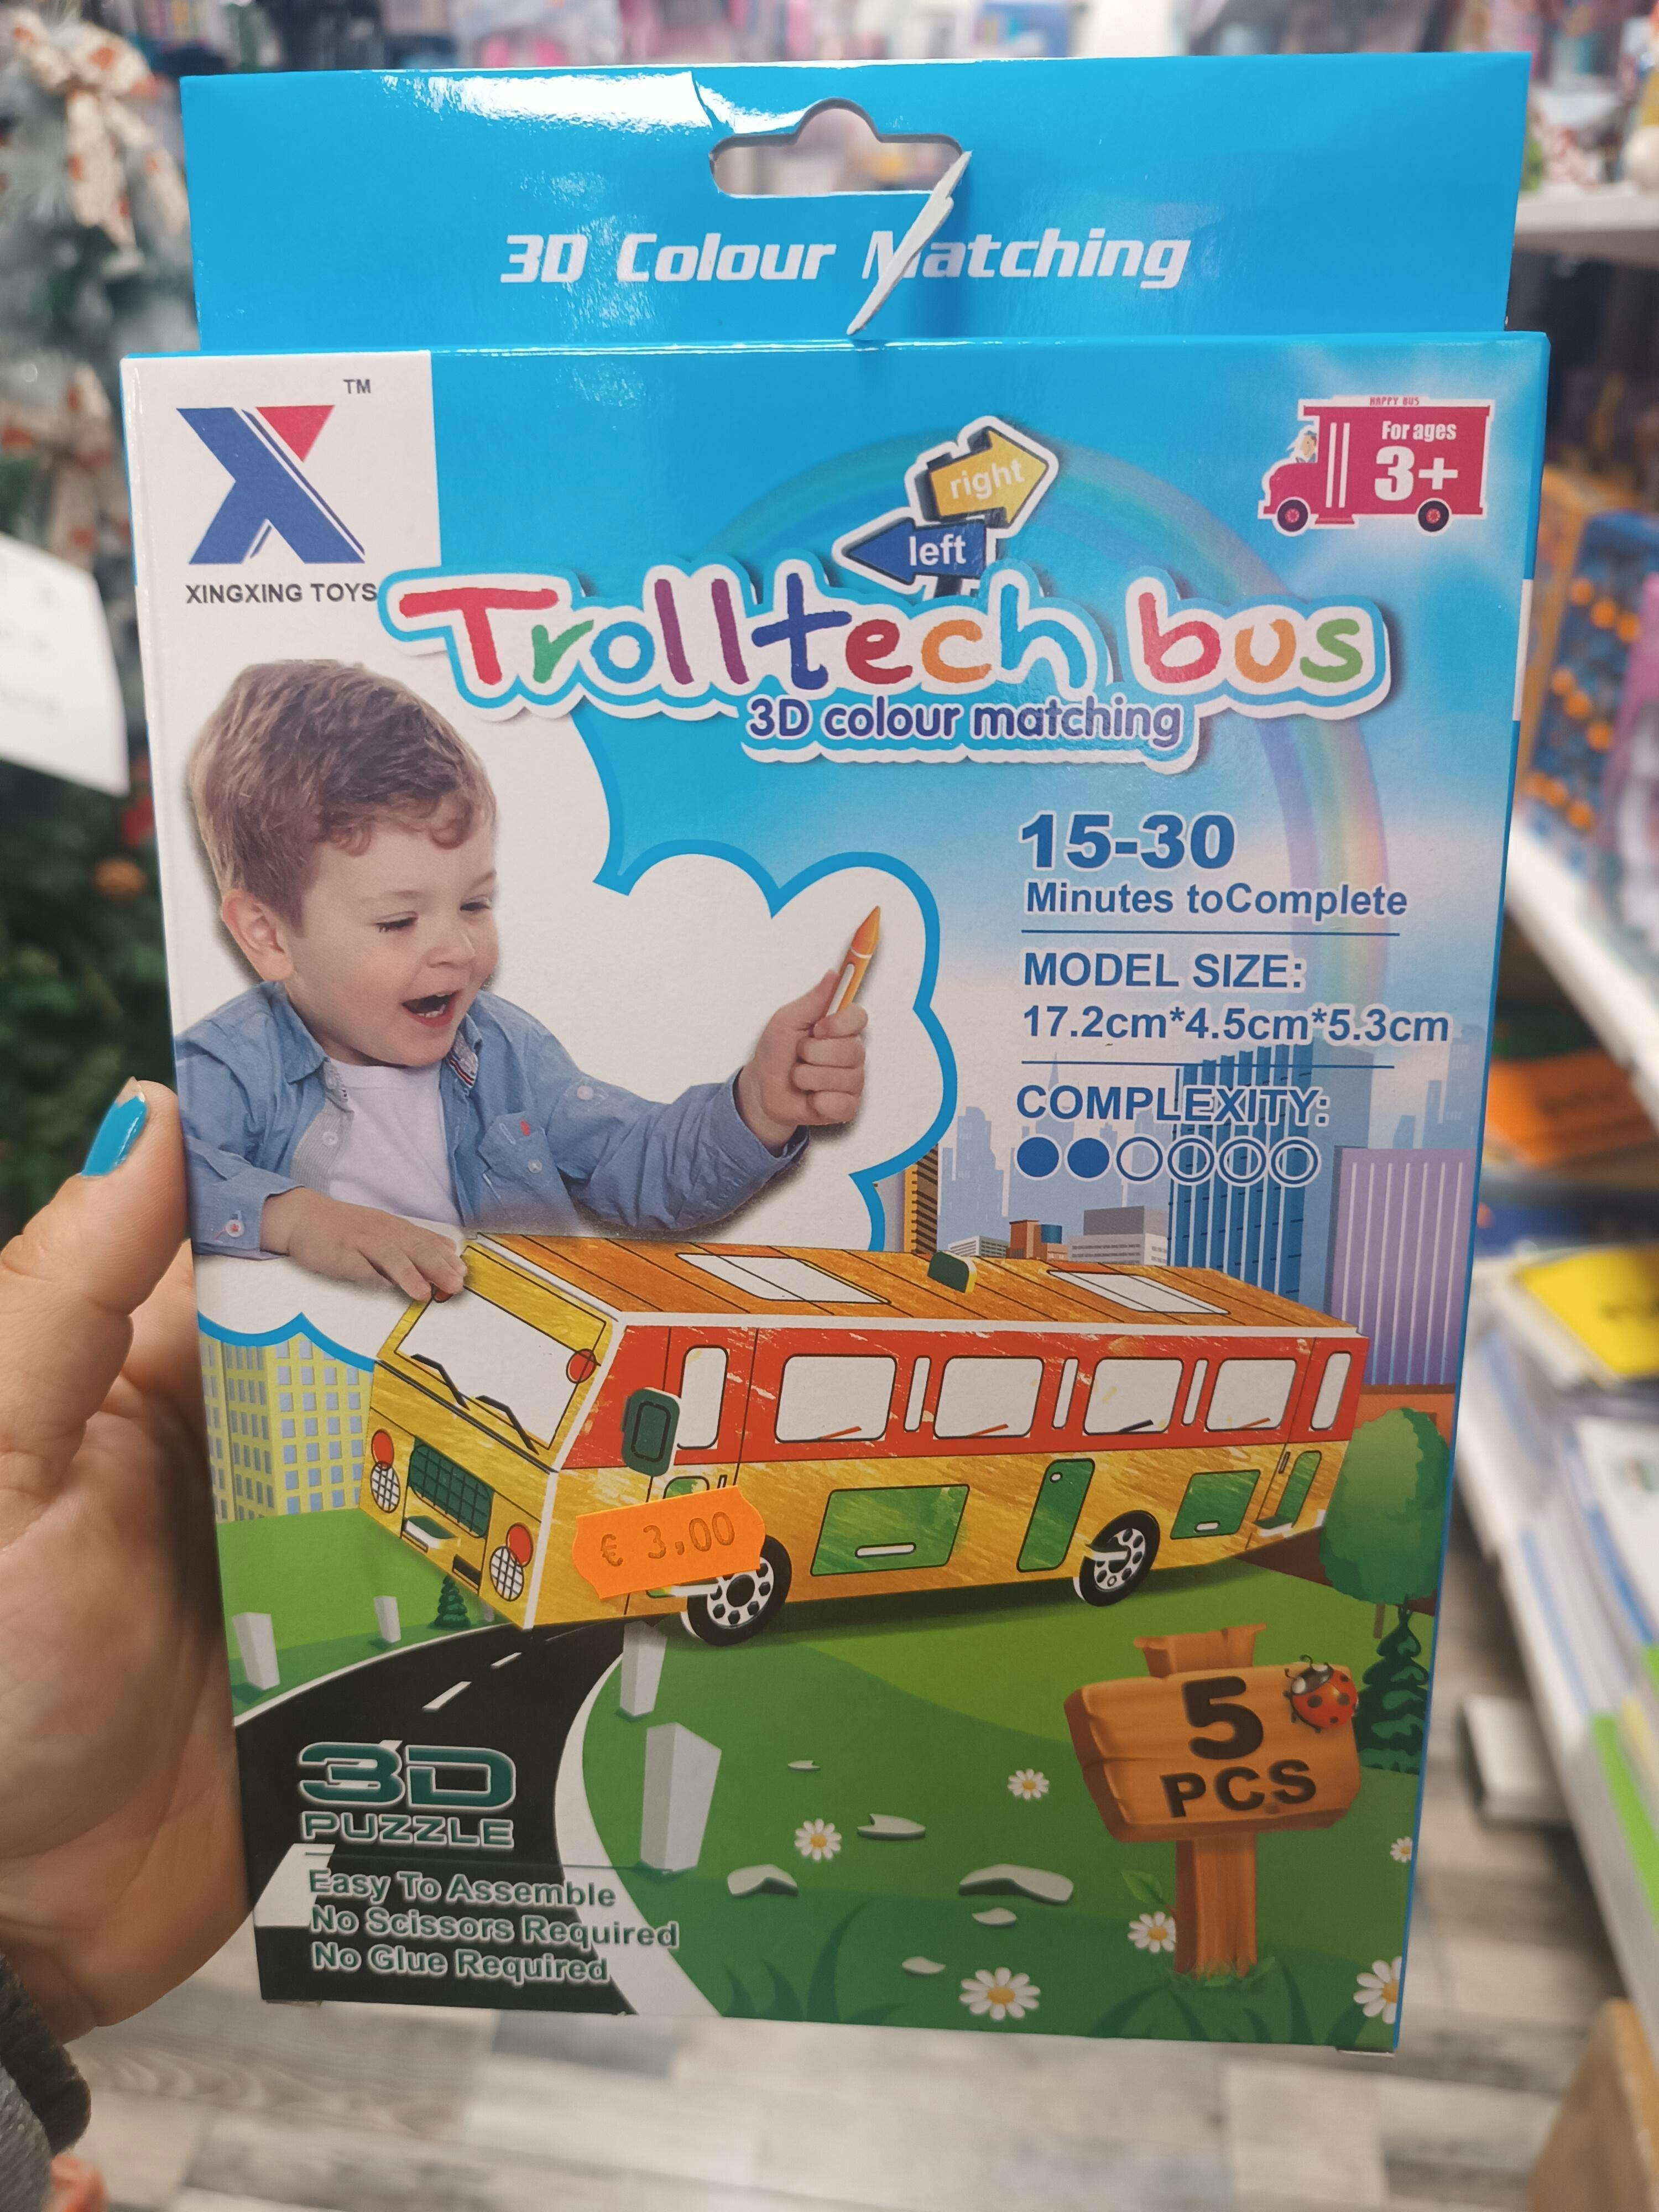 3D Colour Matching
TM
XINGXING TOYS
HAPPY BUS
For ages
3+
right
left
Trolltech bus
3D colour matching
15-30
Minutes toComplete
MODEL SIZE:
17.2cm*4.5cm*5.3cm
COMPLEXITY:
€ 3,00
5
PCS
3D
PUZZLE
Easy To Assemble
No Scissors Required
No Glue Required